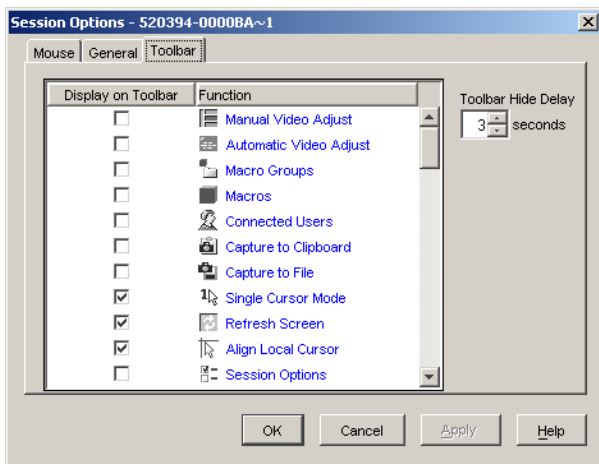 Session Options - 520394-0000BA~1
Mouse General Toolbar
Display on Toolbar Function
Toolbar Hide Delay
3 seconds
Manual Video Adjust
Automatic Video Adjust
Macro Groups
Macros
Connected Users
Capture to Clipboard
Capture to File
Single Cursor Mode
Refresh Screen
Align Local Cursor
Session Options
OK Cancel Apply Help